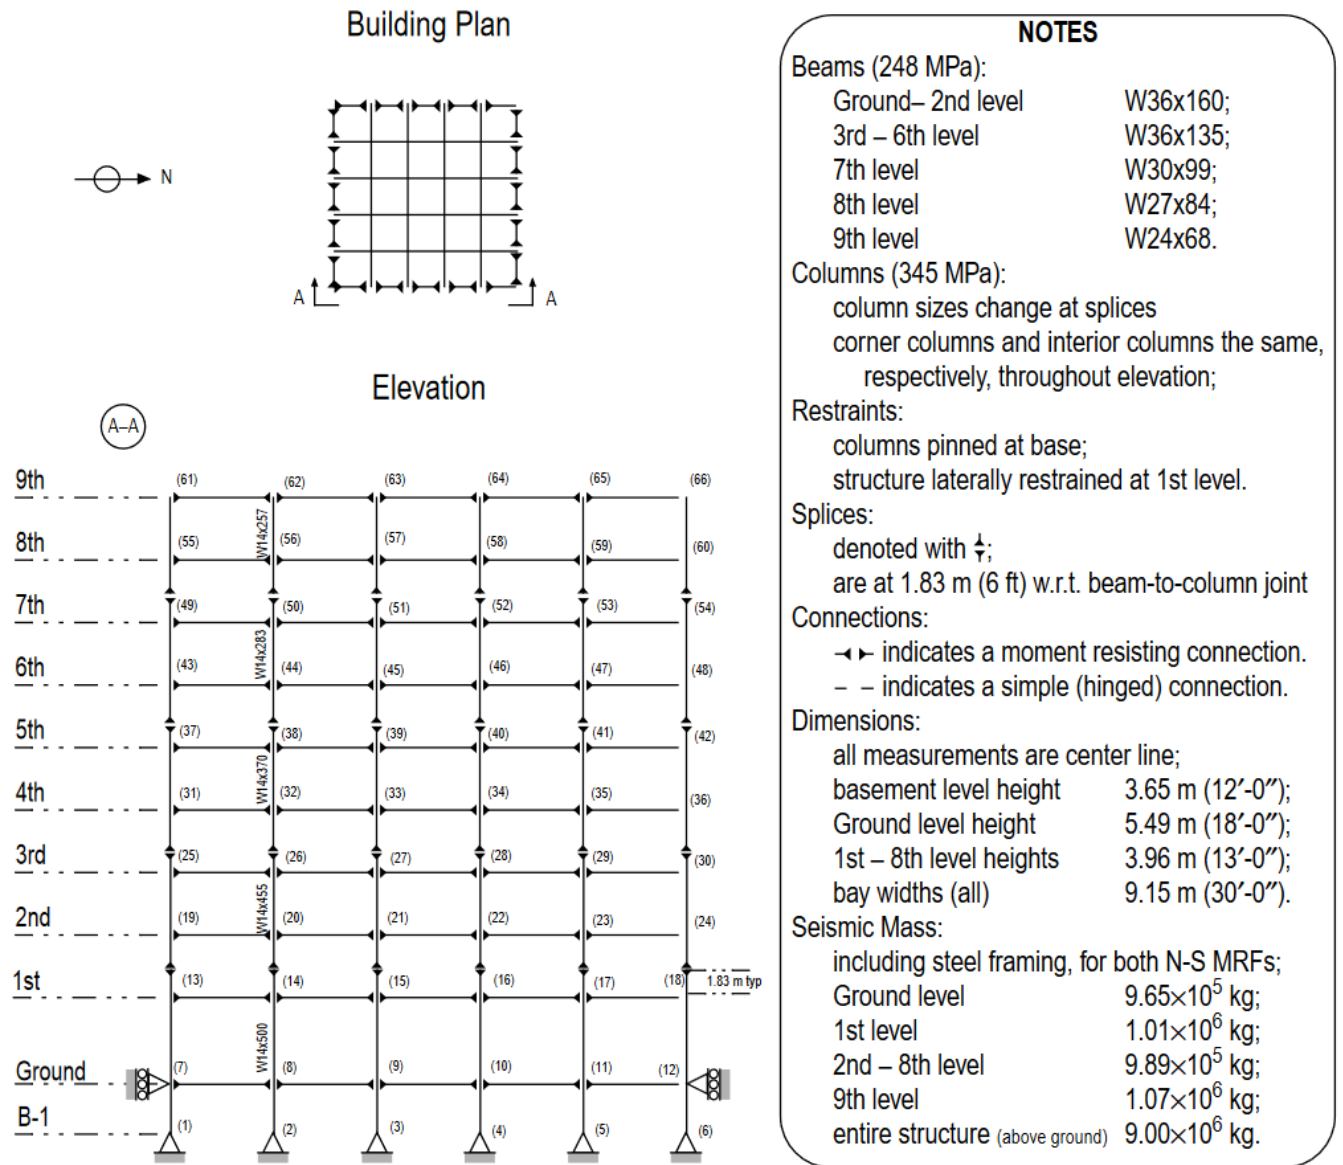 Building Plan
N
A
A
Elevation
A–A
9th
(61) (62) (63) (64) (65) (66)
W14x257
8th
(55) (56) (57) (58) (59) (60)
7th
(49) (50) (51) (52) (53) (54)
W14x283
6th
(43) (44) (45) (46) (47) (48)
5th
(37) (38) (39) (40) (41) (42)
W14x370
4th
(31) (32) (33) (34) (35) (36)
3rd
(25) (26) (27) (28) (29) (30)
W14x455
2nd
(19) (20) (21) (22) (23) (24)
1st
(13) (14) (15) (16) (17) (18) 1.83 m typ
W14x500
Ground
(7) (8) (9) (10) (11) (12)
B-1
(1) (2) (3) (4) (5) (6)
NOTES
Beams (248 MPa):
Ground– 2nd level W36x160;
3rd – 6th level W36x135;
7th level W30x99;
8th level W27x84;
9th level W24x68.
Columns (345 MPa):
column sizes change at splices
corner columns and interior columns the same,
respectively, throughout elevation;
Restraints:
columns pinned at base;
structure laterally restrained at 1st level.
Splices:
denoted with ;
are at 1.83 m (6 ft) w.r.t. beam-to-column joint
Connections:
indicates a moment resisting connection.
– – indicates a simple (hinged) connection.
Dimensions:
all measurements are center line;
basement level height 3.65 m (12′-0″);
Ground level height 5.49 m (18′-0″);
1st – 8th level heights 3.96 m (13′-0″);
bay widths (all) 9.15 m (30′-0″).
Seismic Mass:
including steel framing, for both N-S MRFs;
Ground level 9.65×10⁵ kg;
1st level 1.01×10⁶ kg;
2nd – 8th level 9.89×10⁵ kg;
9th level 1.07×10⁶ kg;
entire structure (above ground) 9.00×10⁶ kg.